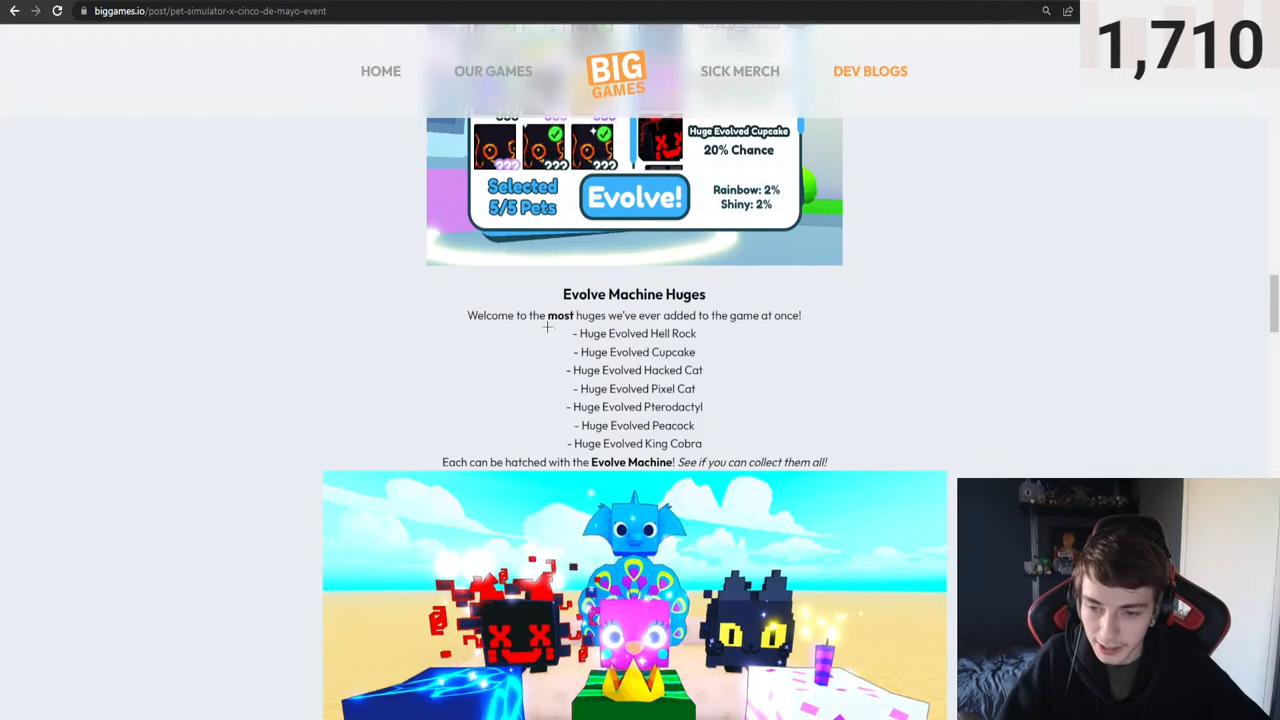 biggames.io/post/pet-simulator-x-cinco-de-mayo-event
1,710
HOME
OUR GAMES
BIG
GAMES
SICK MERCH
DEV BLOGS
???
???
???
Huge Evolved Cupcake
20% Chance
Selected
5/5 Pets
Evolve!
Rainbow: 2%
Shiny: 2%
Evolve Machine Huges
Welcome to the most huges we've ever added to the game at once!
- Huge Evolved Hell Rock
- Huge Evolved Cupcake
- Huge Evolved Hacked Cat
- Huge Evolved Pixel Cat
- Huge Evolved Pterodactyl
- Huge Evolved Peacock
- Huge Evolved King Cobra
Each can be hatched with the Evolve Machine! See if you can collect them all!